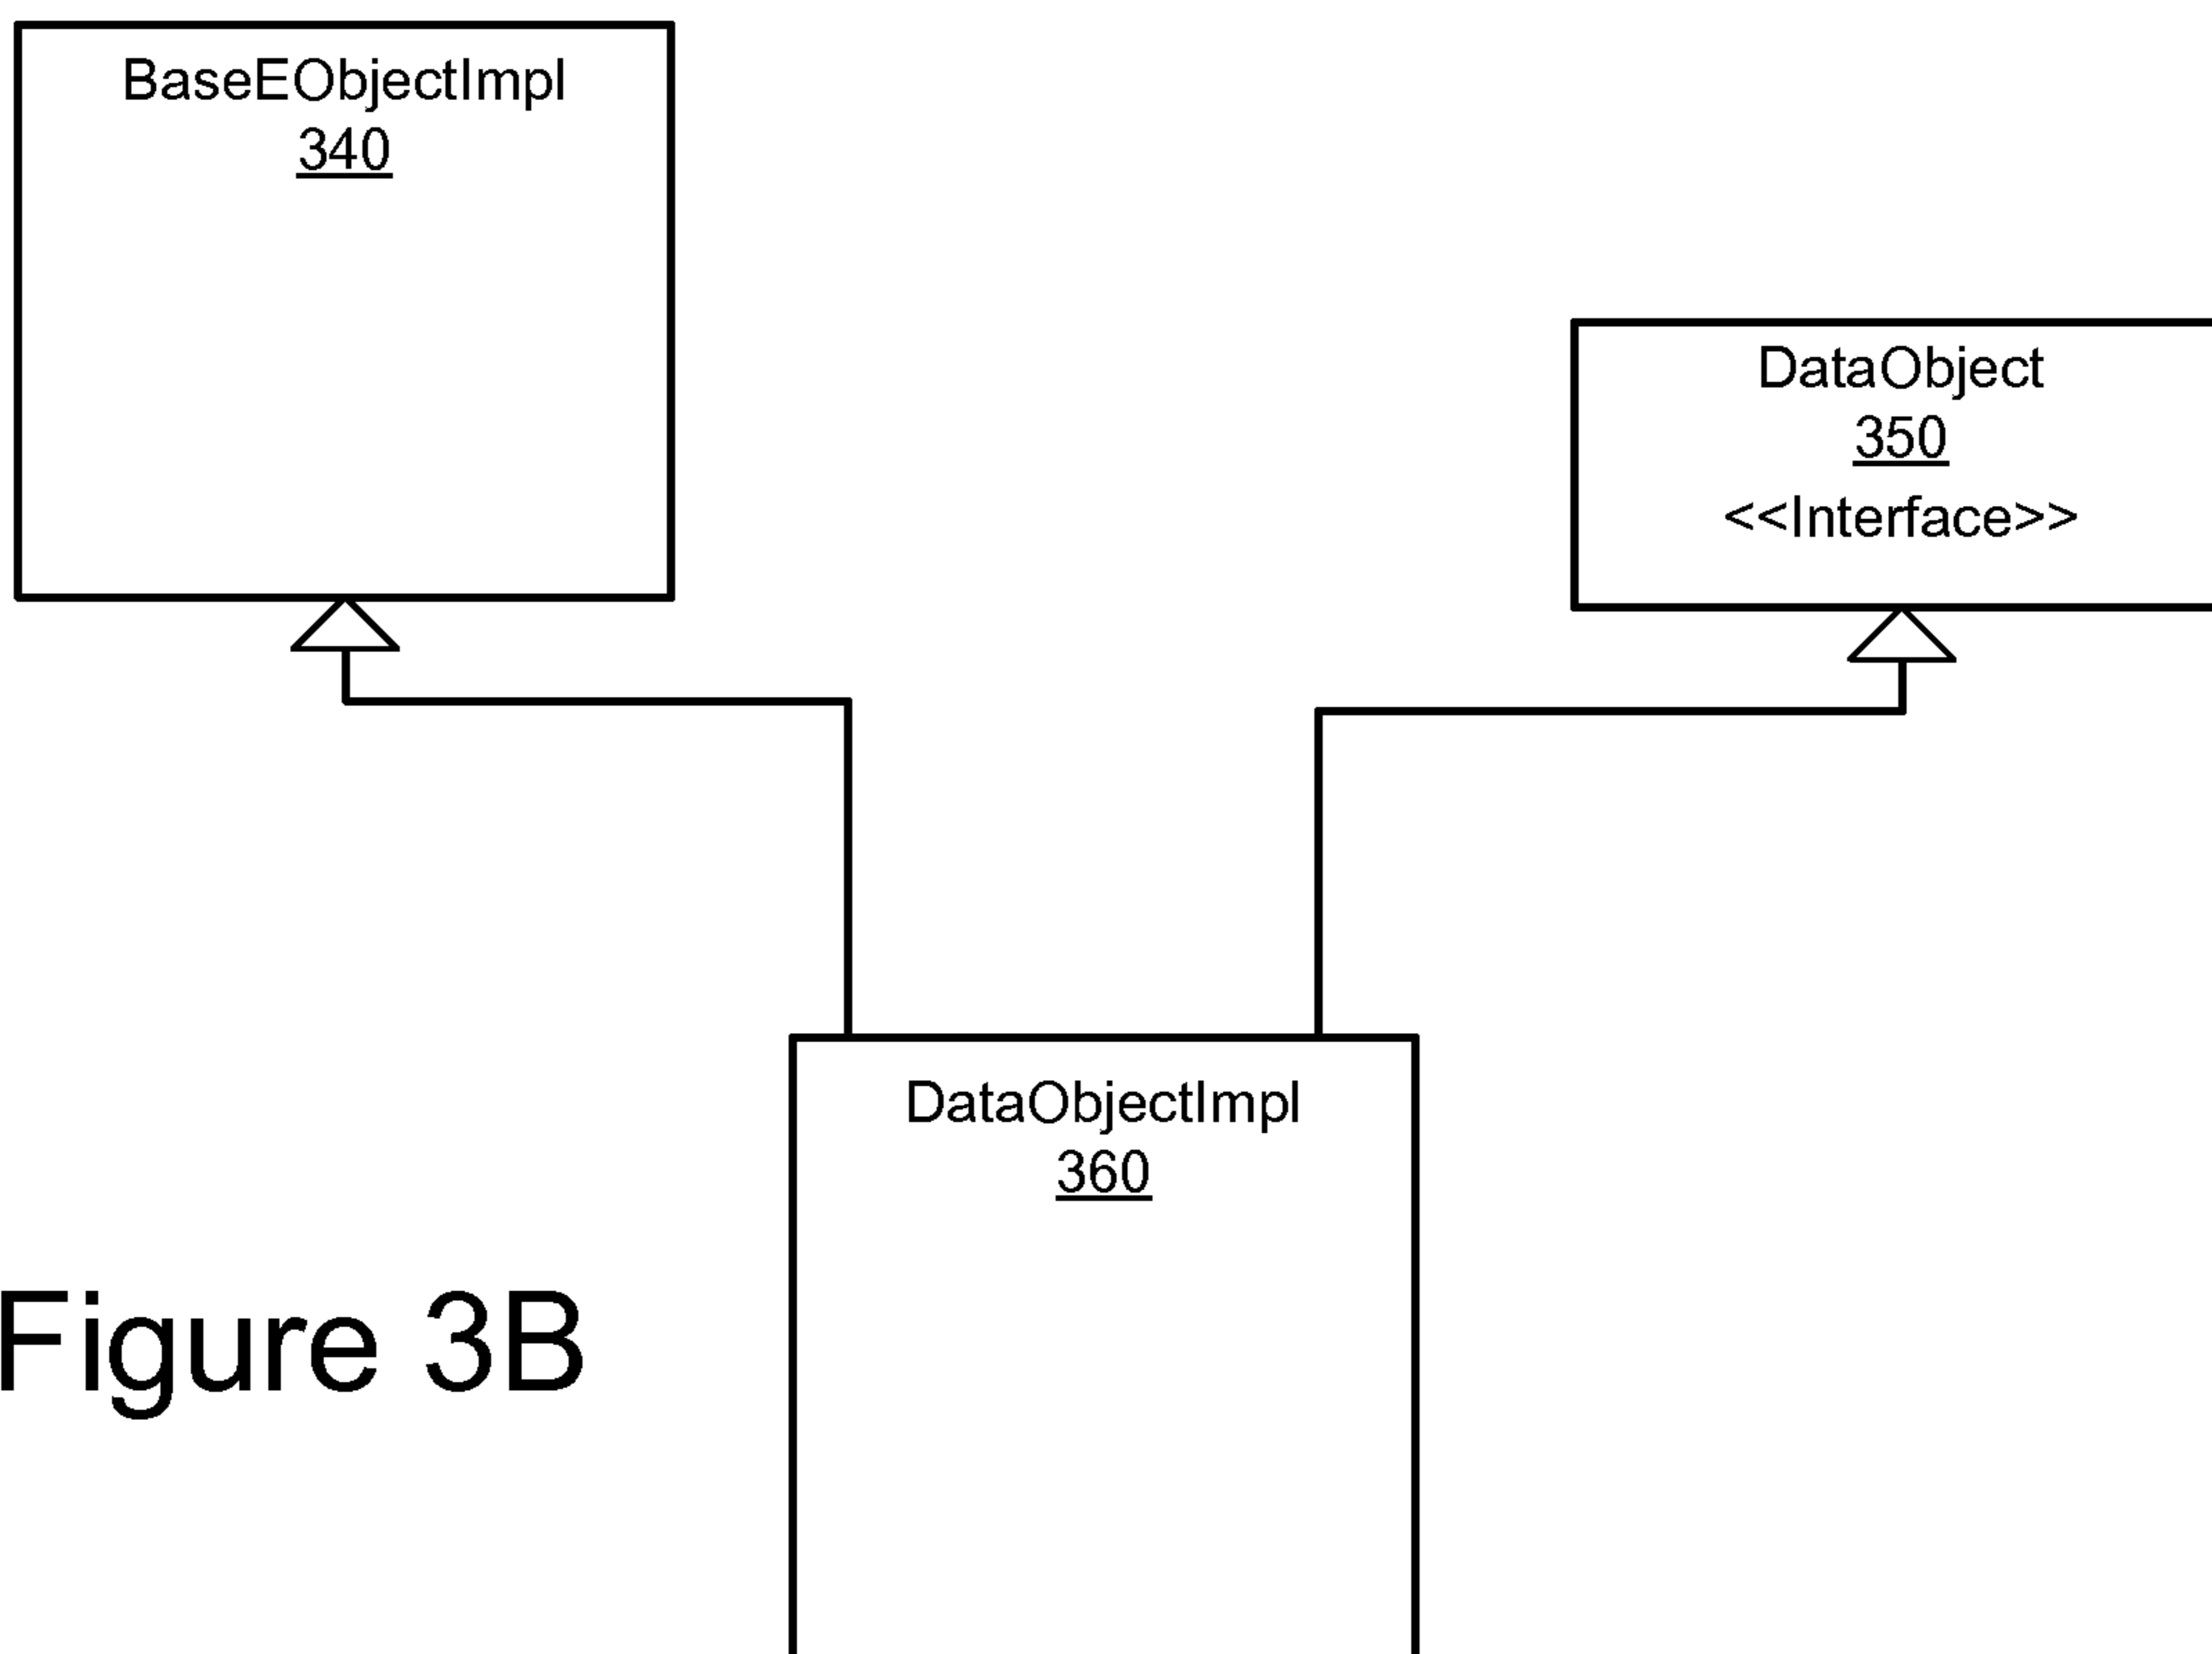 BaseEObjectImpl
340
DataObject
350
<<Interface>>
DataObjectImpl
360
Figure 3B